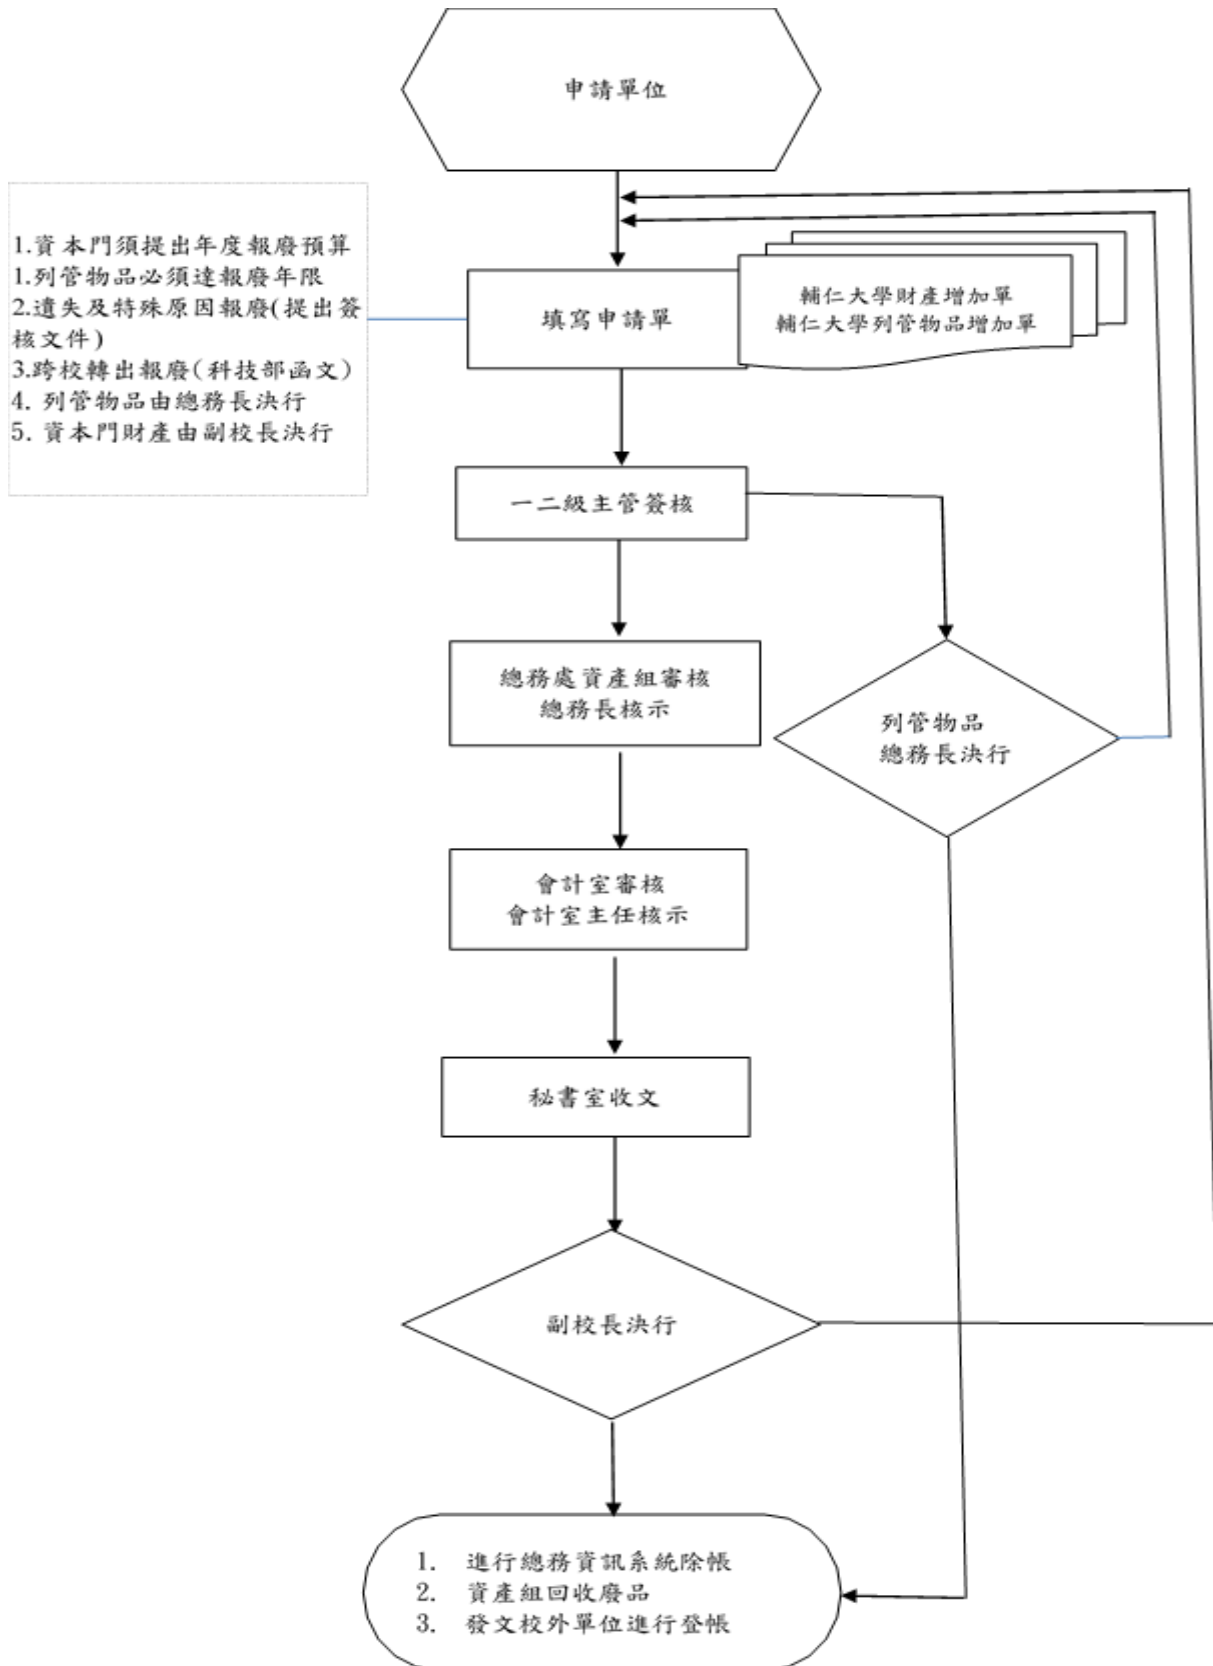 申請單位
1.資本門須提出年度報廢預算
1.列管物品必須達報廢年限
2.遺失及特殊原因報廢(提出簽
核文件)
3.跨校轉出報廢(科技部函文)
4. 列管物品由總務長決行
5. 資本門財產由副校長決行
填寫申請單
輔仁大學財產增加單
輔仁大學列管物品增加單
一二級主管簽核
總務處資產組審核
總務長核示
列管物品
總務長決行
會計室審核
會計室主任核示
秘書室收文
副校長決行
1. 進行總務資訊系統除帳
2. 資產組回收廢品
3. 發文校外單位進行登帳